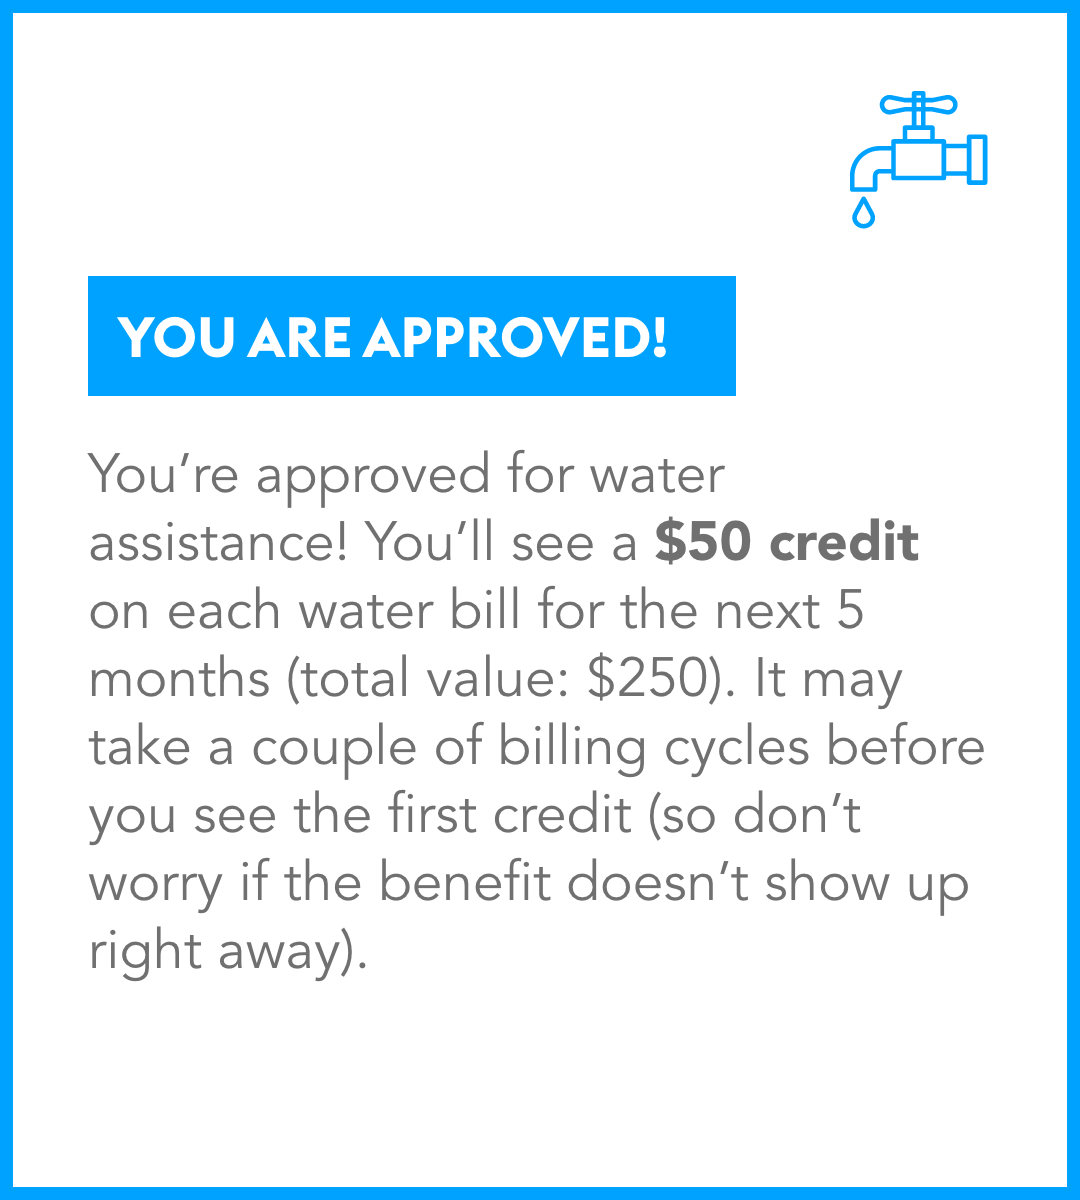 YOU ARE APPROVED!
You’re approved for water
assistance! You’ll see a $50 credit
on each water bill for the next 5
months (total value: $250). It may
take a couple of billing cycles before
you see the first credit (so don’t
worry if the benefit doesn’t show up
right away).